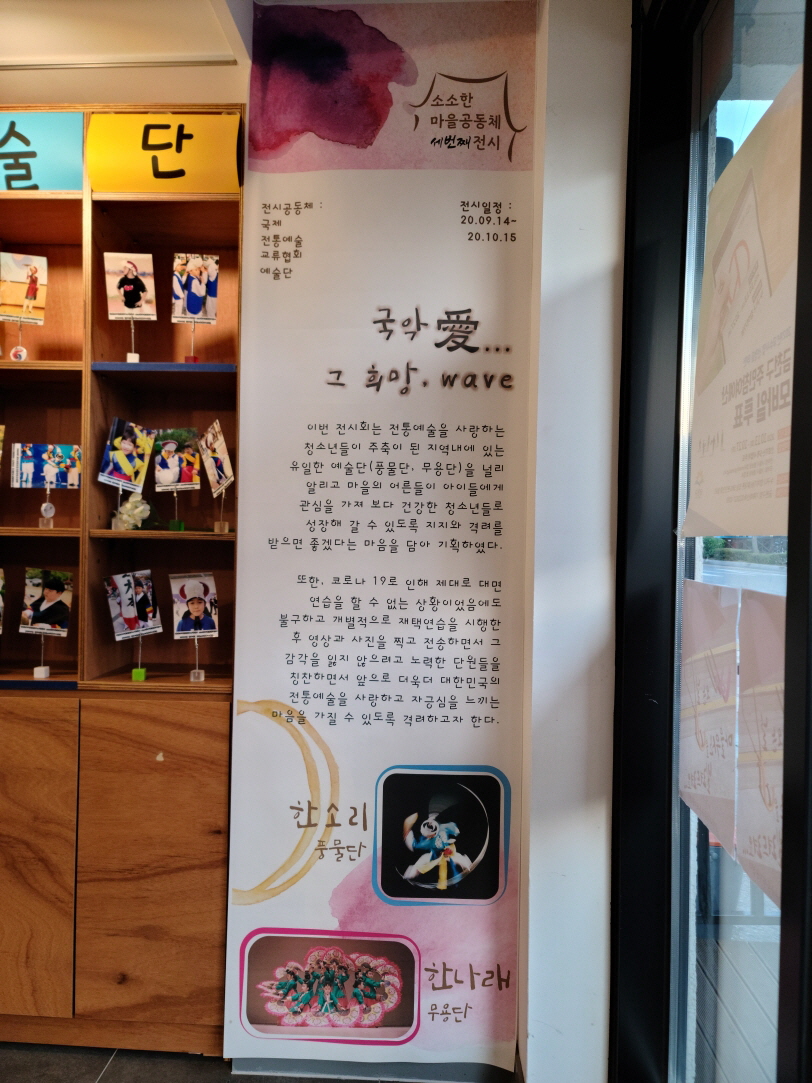 술
단
소소한
마을공동체
세번째 전시
전시공동체 :
국제
전통예술
교류협회
예술단
전시일정 :
20.09.14~
20.10.15
국악 愛...
그 희망, wave
이번 전시회는 전통예술을 사랑하는
청소년들이 주축이 된 지역내에 있는
유일한 예술단(풍물단, 무용단)을 널리
알리고 마을의 어른들이 아이들에게
관심을 가져 보다 건강한 청소년들로
성장해 갈 수 있도록 지지와 격려를
받으면 좋겠다는 마음을 담아 기획하였다.
또한, 코로나 19로 인해 제대로 대면
연습을 할 수 없는 상황이었음에도
불구하고 개별적으로 재택연습을 시행한
후 영상과 사진을 찍고 전송하면서 그
감각을 잃지 않으려고 노력한 단원들을
칭찬하면서 앞으로 더욱더 대한민국의
전통예술을 사랑하고 자긍심을 느끼는
마음을 가질 수 있도록 격려하고자 한다.
한소리
풍물단
한나래
무용단
모바일 투표